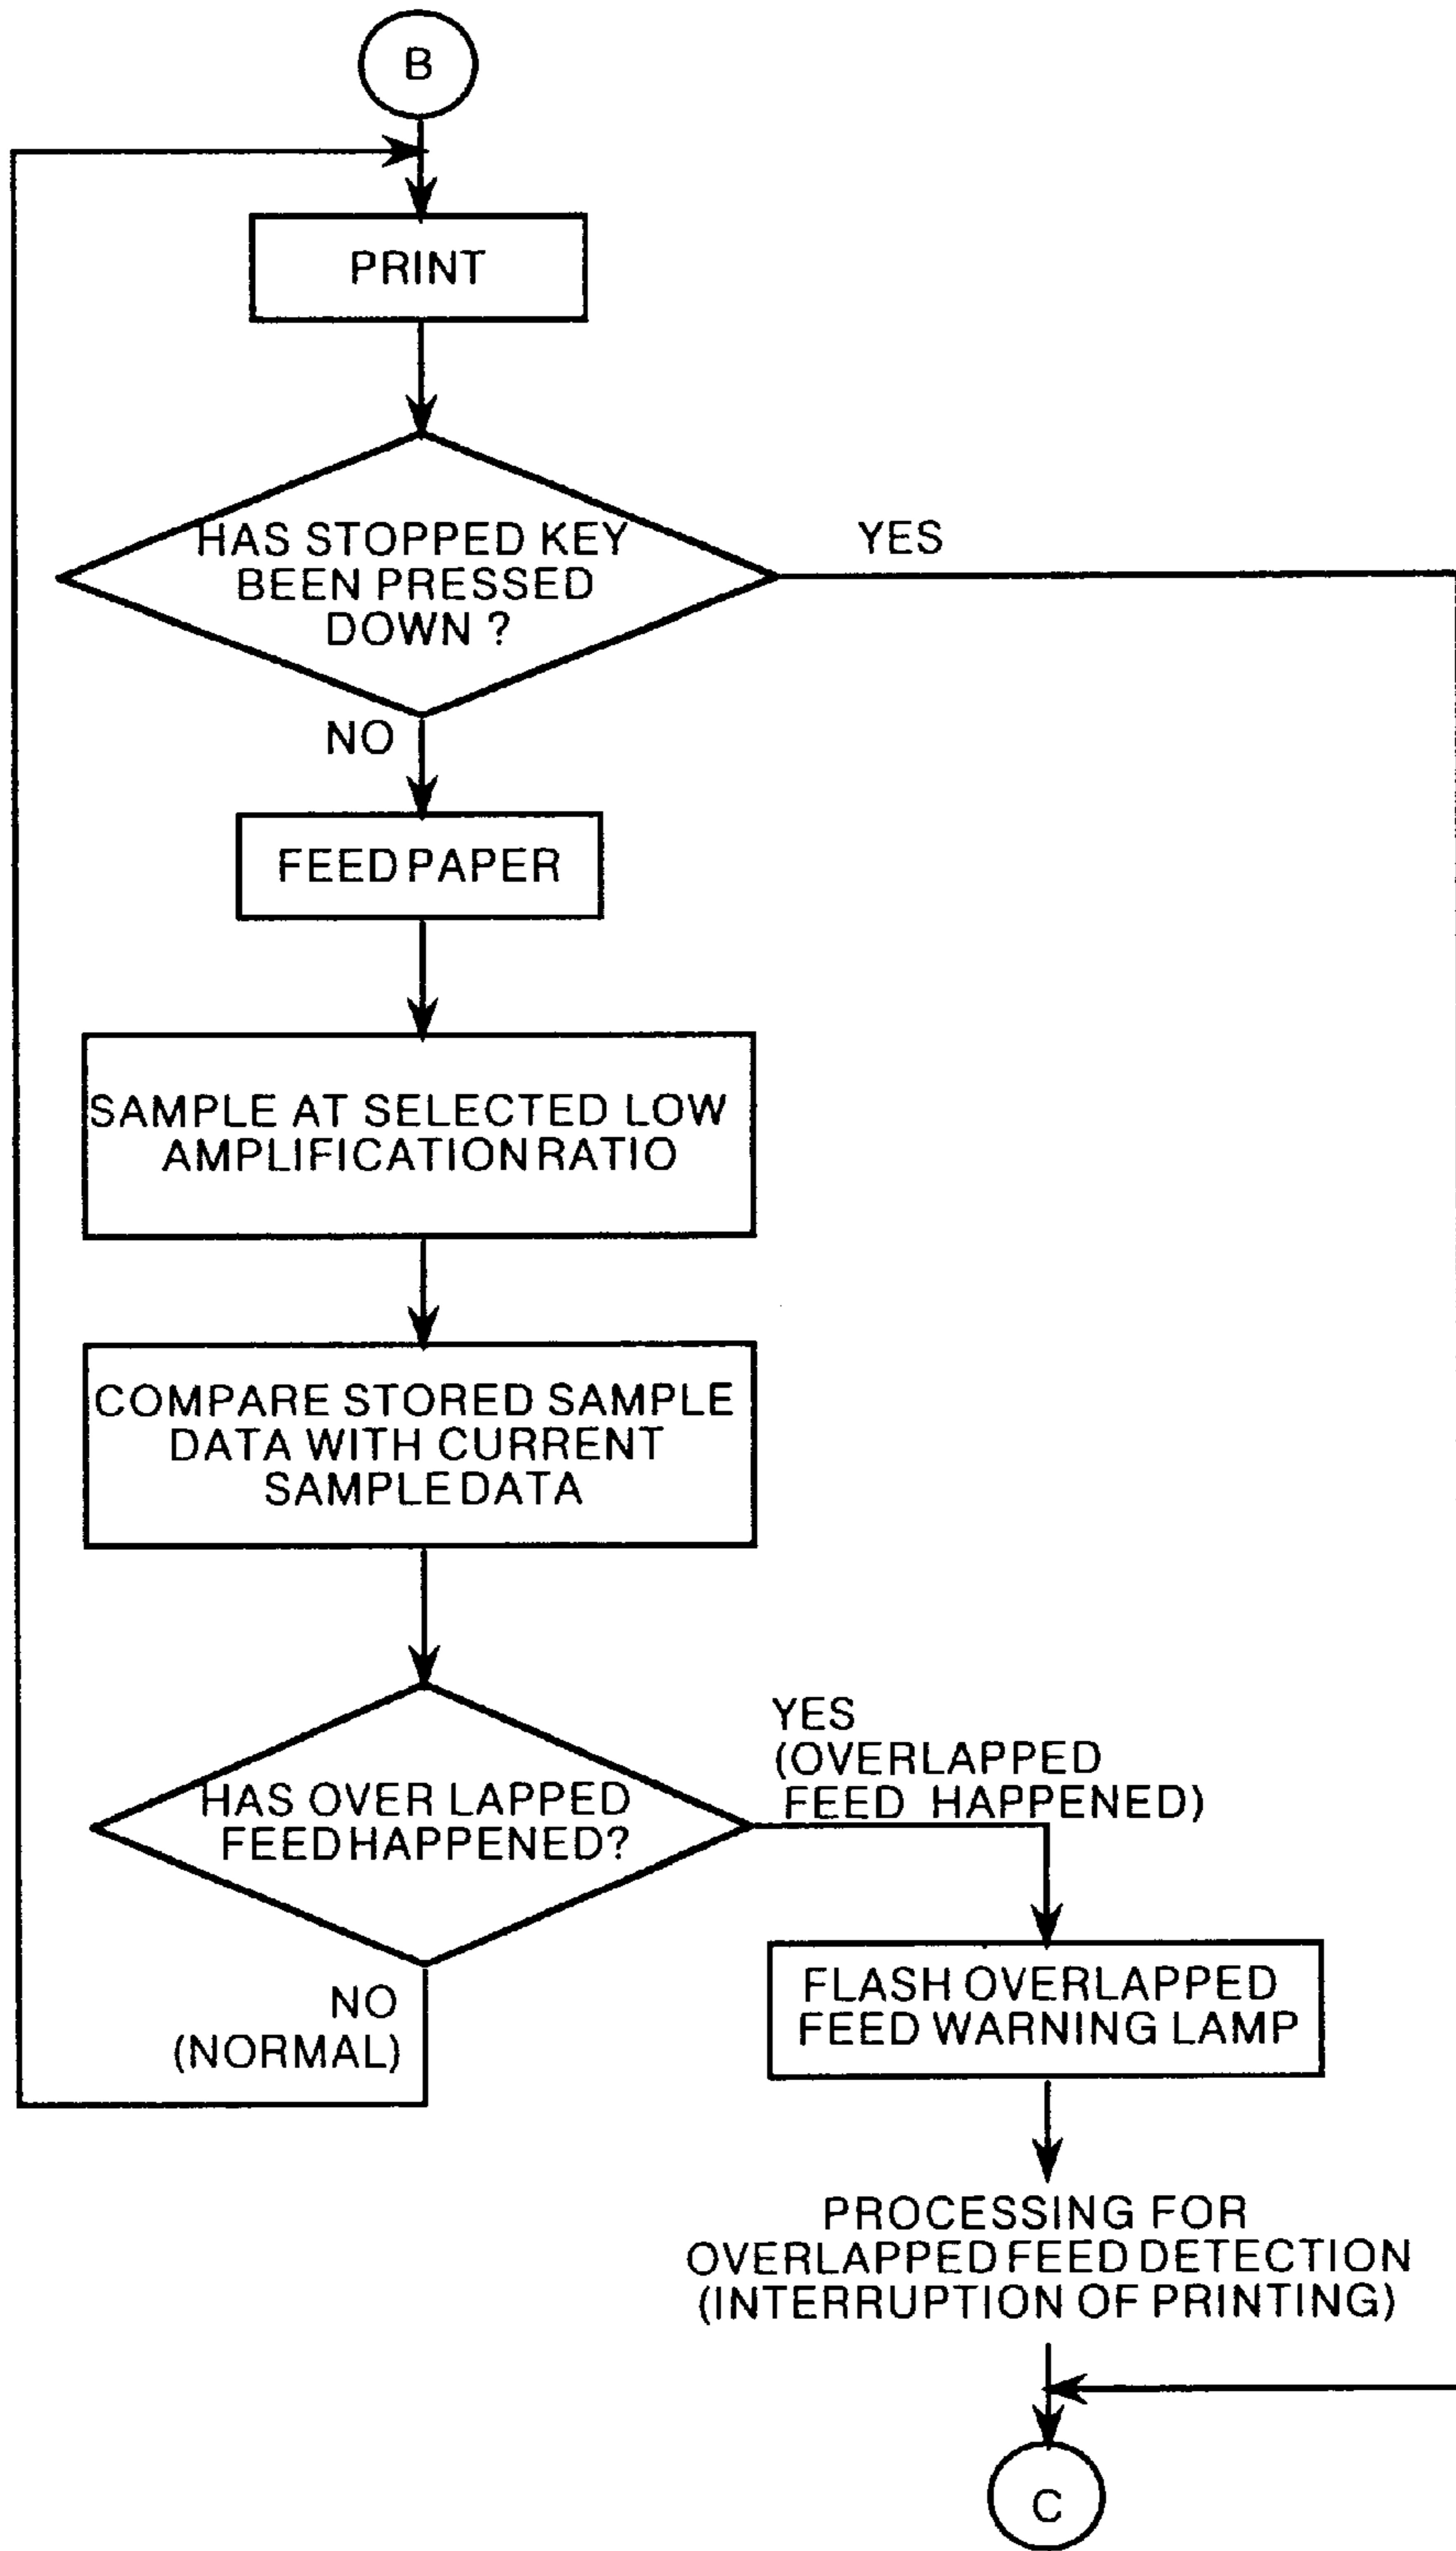 B
PRINT
HAS STOPPED KEY
BEEN PRESSED
DOWN ?
YES
NO
FEED PAPER
SAMPLE AT SELECTED LOW
AMPLIFICATION RATIO
COMPARE STORED SAMPLE
DATA WITH CURRENT
SAMPLE DATA
HAS OVER LAPPED
FEED HAPPENED?
YES
(OVERLAPPED
FEED HAPPENED)
NO
(NORMAL)
FLASH OVERLAPPED
FEED WARNING LAMP
PROCESSING FOR
OVERLAPPED FEED DETECTION
(INTERRUPTION OF PRINTING)
C